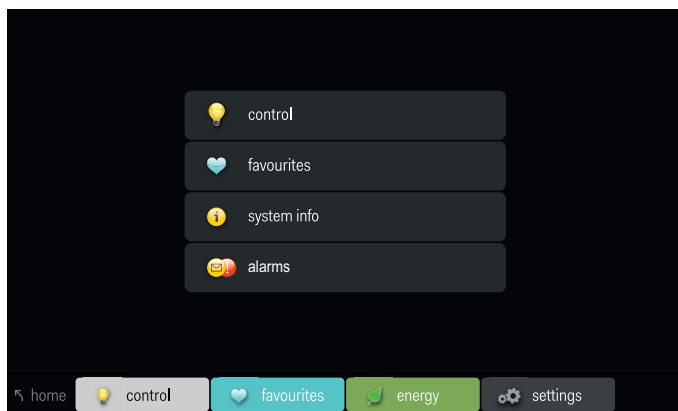 control
favourites
system info
alarms
home control favourites energy settings